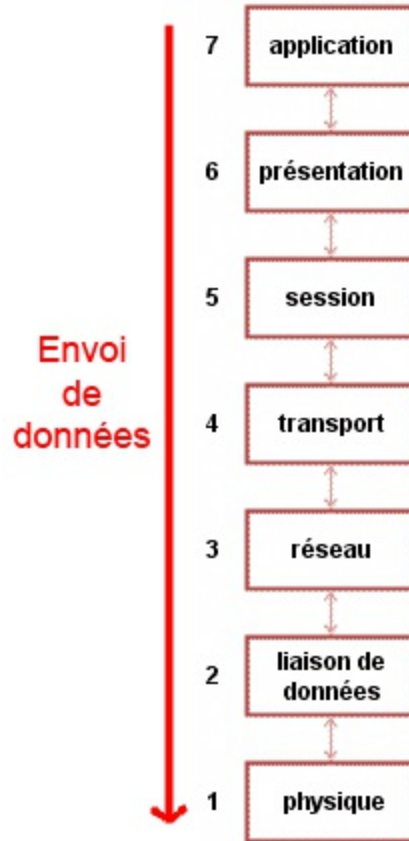 7 application
6 présentation
5 session
Envoi
de
données
4 transport
3 réseau
2 liaison de
données
1 physique